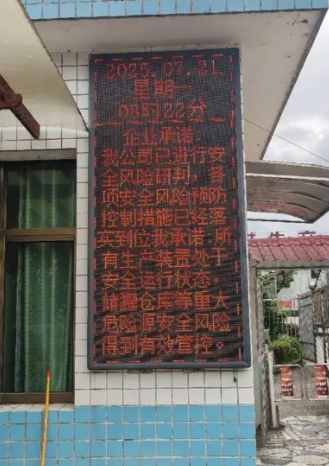 2025.07.21
星期一
08时22分
企业承诺:
我公司已进行安
全风险研判，各
项安全风险预防
控制措施已经落
实到位我承诺:所
有生产装置处于
安全运行状态，
储罐仓库等重大
危险源安全风险
得到有效管控。